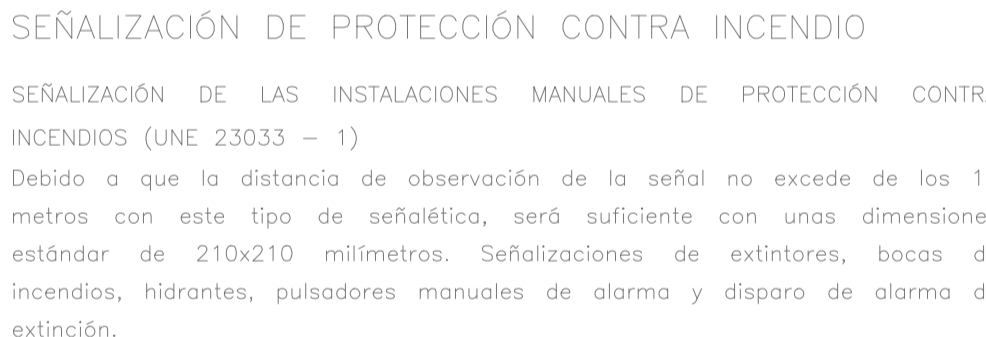 SEÑALIZACIÓN DE PROTECCIÓN CONTRA INCENDIO
SEÑALIZACIÓN DE LAS INSTALACIONES MANUALES DE PROTECCIÓN CONTR
INCENDIOS (UNE 23033 – 1)
Debido a que la distancia de observación de la señal no excede de los 1
metros con este tipo de señalética, será suficiente con unas dimensione
estándar de 210x210 milímetros. Señalizaciones de extintores, bocas d
incendios, hidrantes, pulsadores manuales de alarma y disparo de alarma d
extinción.